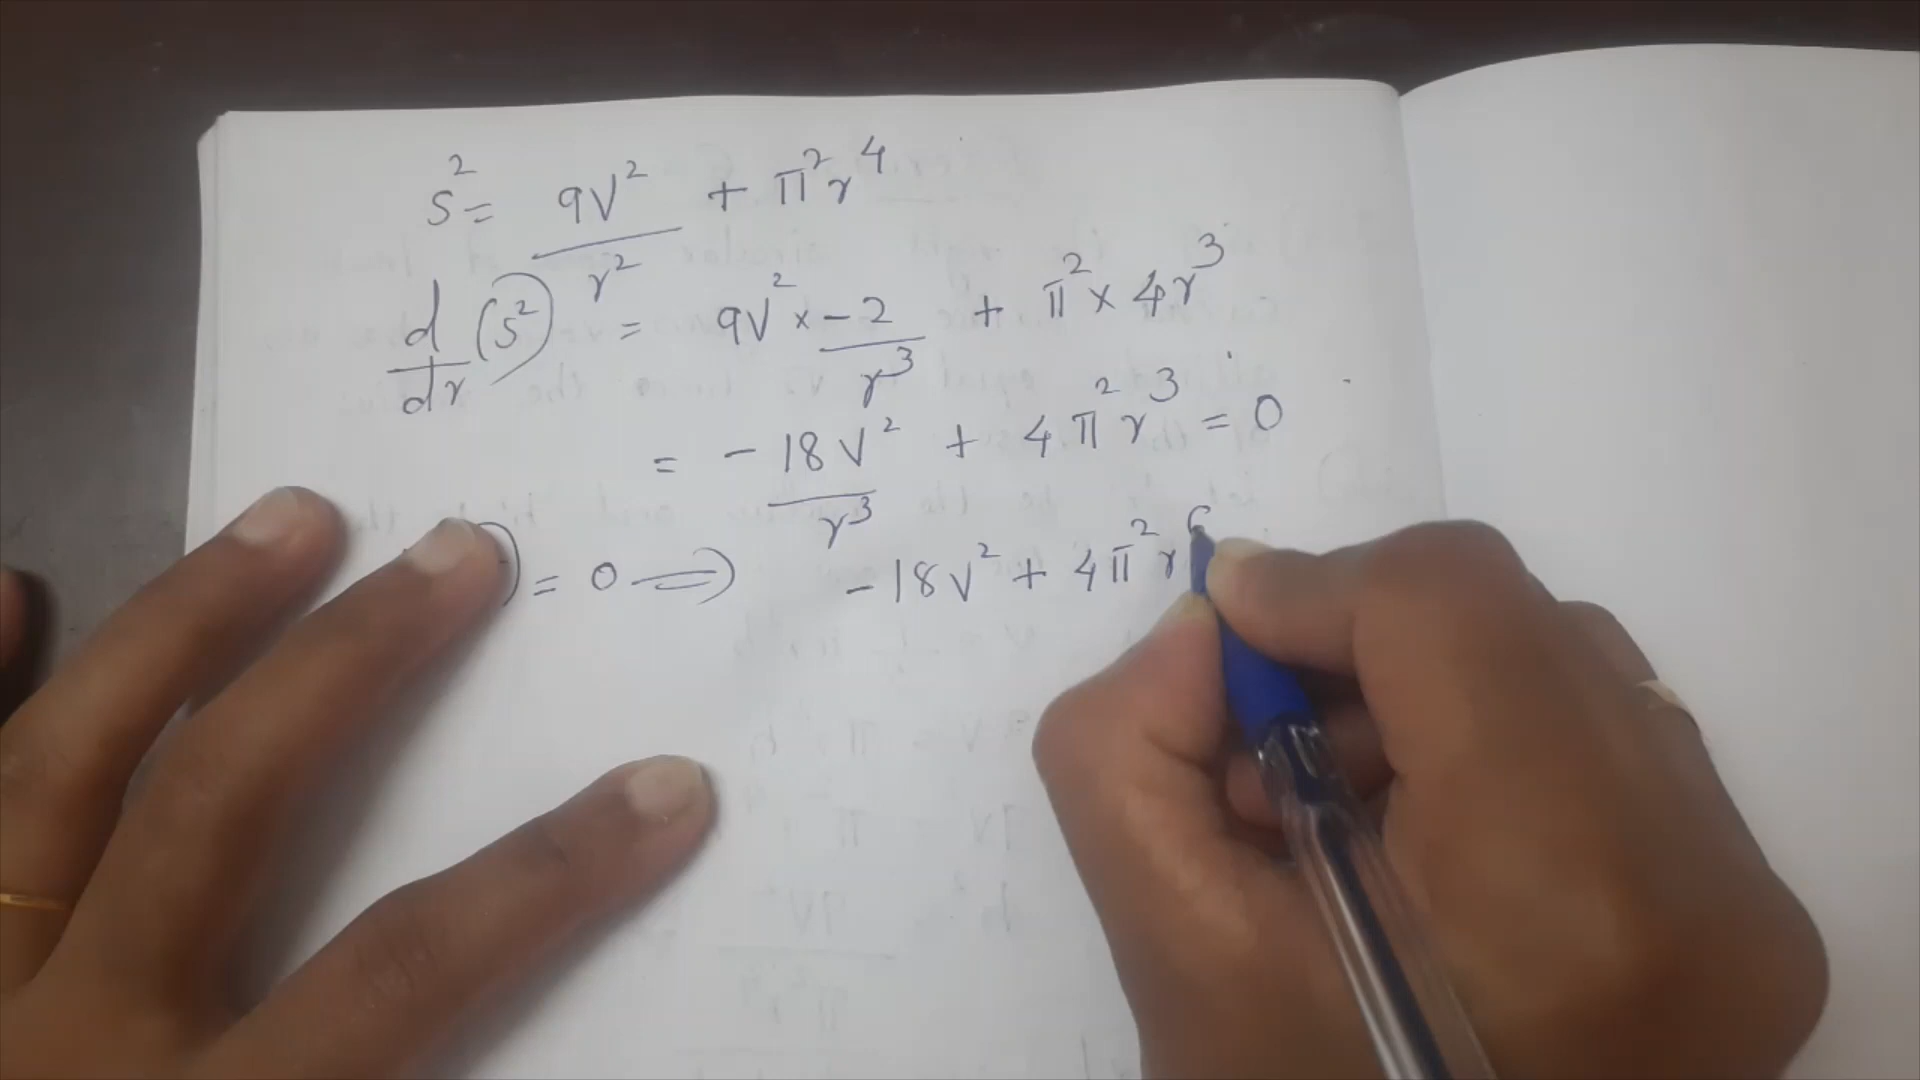 s² = 9V²/r² + π²r⁴
d/dr (s²) = 9V² × -2/r³ + π² × 4r³
= -18V²/r³ + 4π²r³ = 0
= 0 ⇒ -18V² + 4π²r⁶